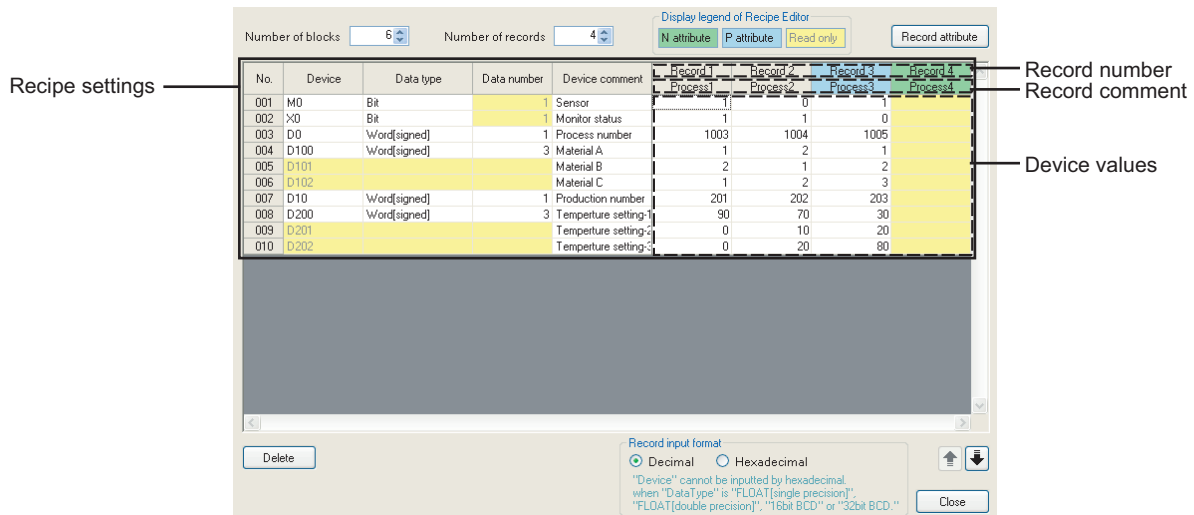 Display legend of Recipe Editor
Number of blocks 6 Number of records 4 N attribute P attribute Read only Record attribute
Recipe settings
No. Device Data type Data number Device comment Record 1 Record 2 Record 3 Record 4
Process1 Process2 Process3 Process4
Record number
Record comment
001 M0 Bit 1 Sensor 1 0 1
002 X0 Bit 1 Monitor status 1 1 0
003 D0 Word[signed] 1 Process number 1003 1004 1005
004 D100 Word[signed] 3 Material A 1 2 1
005 D101 Material B 2 1 2
006 D102 Material C 1 2 3
007 D10 Word[signed] 1 Production number 201 202 203
008 D200 Word[signed] 3 Temperture setting-1 90 70 30
009 D201 Temperture setting-2 0 10 20
010 D202 Temperture setting-3 0 20 80
Device values
Delete
Record input format
Decimal Hexadecimal
"Device" cannot be inputted by hexadecimal.
when "DataType" is "FLOAT[single precision]",
"FLOAT[double precision]", "16bit BCD" or "32bit BCD."
Close